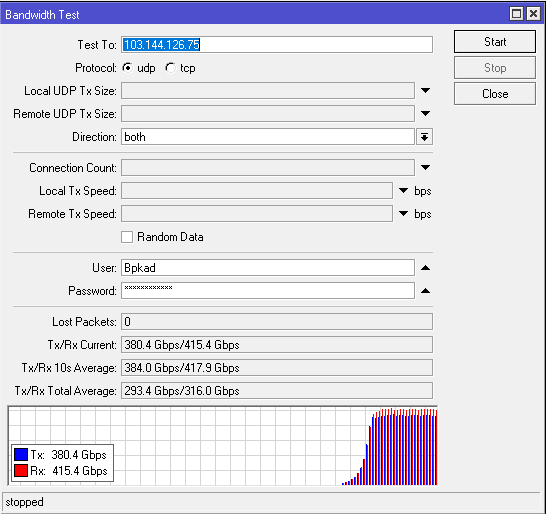 Bandwidth Test
Test To: 103.144.126.75
Start
Protocol: udp tcp
Stop
Local UDP Tx Size:
Close
Remote UDP Tx Size:
Direction: both
Connection Count:
Local Tx Speed: bps
Remote Tx Speed: bps
Random Data
User: Bpkad
Password: ************
Lost Packets: 0
Tx/Rx Current: 380.4 Gbps/415.4 Gbps
Tx/Rx 10s Average: 384.0 Gbps/417.9 Gbps
Tx/Rx Total Average: 293.4 Gbps/316.0 Gbps
Tx: 380.4 Gbps
Rx: 415.4 Gbps
stopped